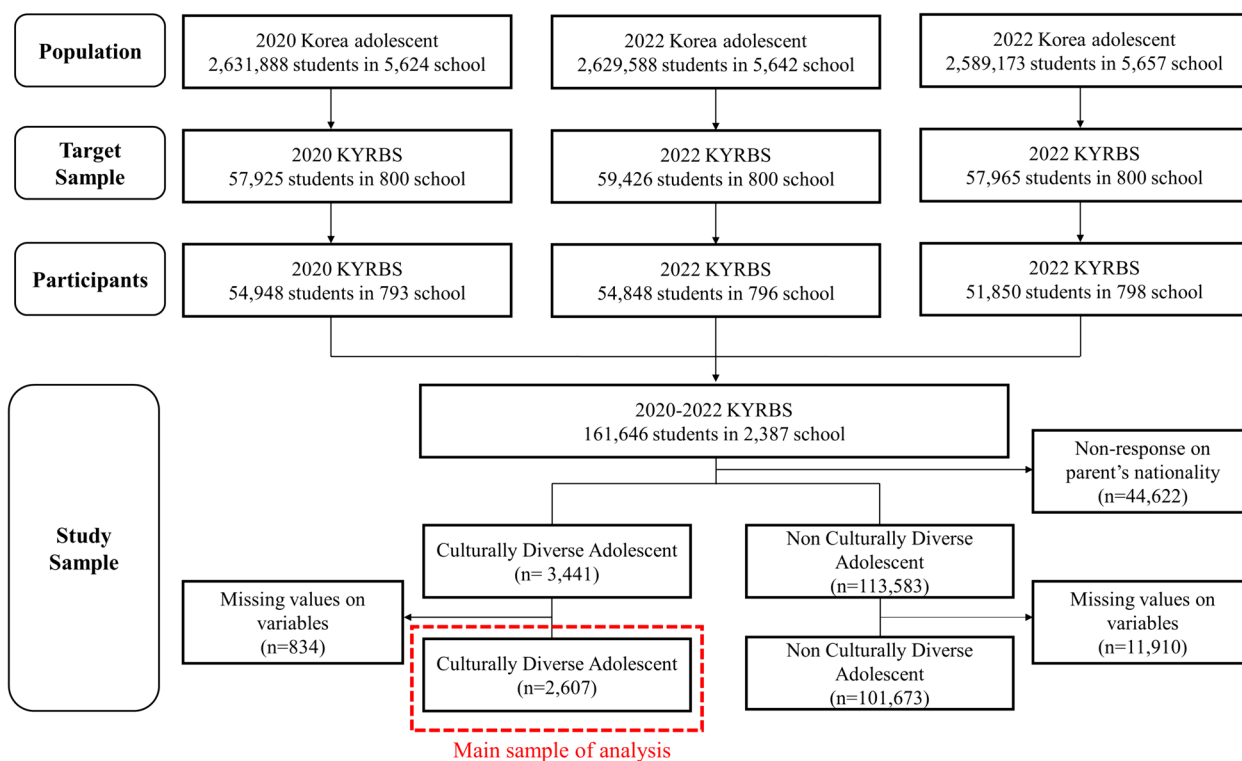 Population
2020 Korea adolescent
2,631,888 students in 5,624 school
2022 Korea adolescent
2,629,588 students in 5,642 school
2022 Korea adolescent
2,589,173 students in 5,657 school
Target
Sample
2020 KYRBS
57,925 students in 800 school
2022 KYRBS
59,426 students in 800 school
2022 KYRBS
57,965 students in 800 school
Participants
2020 KYRBS
54,948 students in 793 school
2022 KYRBS
54,848 students in 796 school
2022 KYRBS
51,850 students in 798 school
Study
Sample
2020-2022 KYRBS
161,646 students in 2,387 school
Non-response on
parent’s nationality
(n=44,622)
Culturally Diverse Adolescent
(n= 3,441)
Non Culturally Diverse
Adolescent
(n=113,583)
Missing values on
variables
(n=834)
Missing values on
variables
(n=11,910)
Culturally Diverse Adolescent
(n=2,607)
Non Culturally Diverse
Adolescent
(n=101,673)
Main sample of analysis